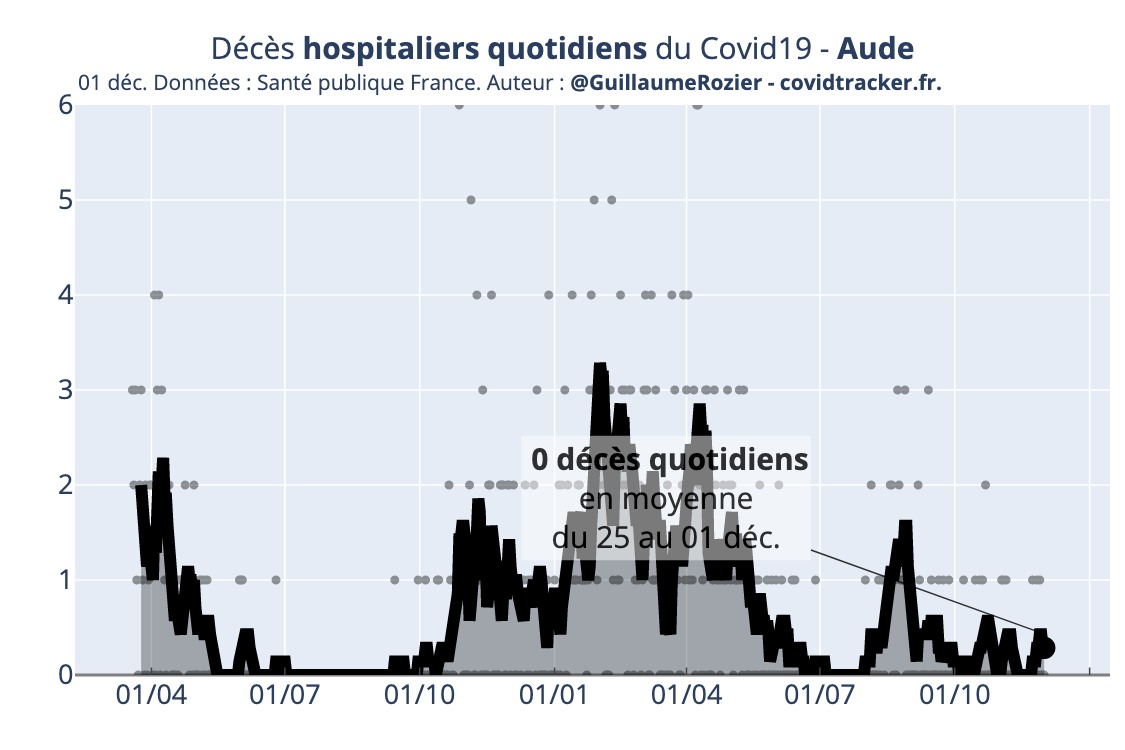 Décès hospitaliers quotidiens du Covid19 - Aude
01 déc. Données : Santé publique France. Auteur : @GuillaumeRozier - covidtracker.fr.
6
5
4
3
2
1
0
0 décès quotidiens
en moyenne
du 25 au 01 déc.
01/04 01/07 01/10 01/01 01/04 01/07 01/10